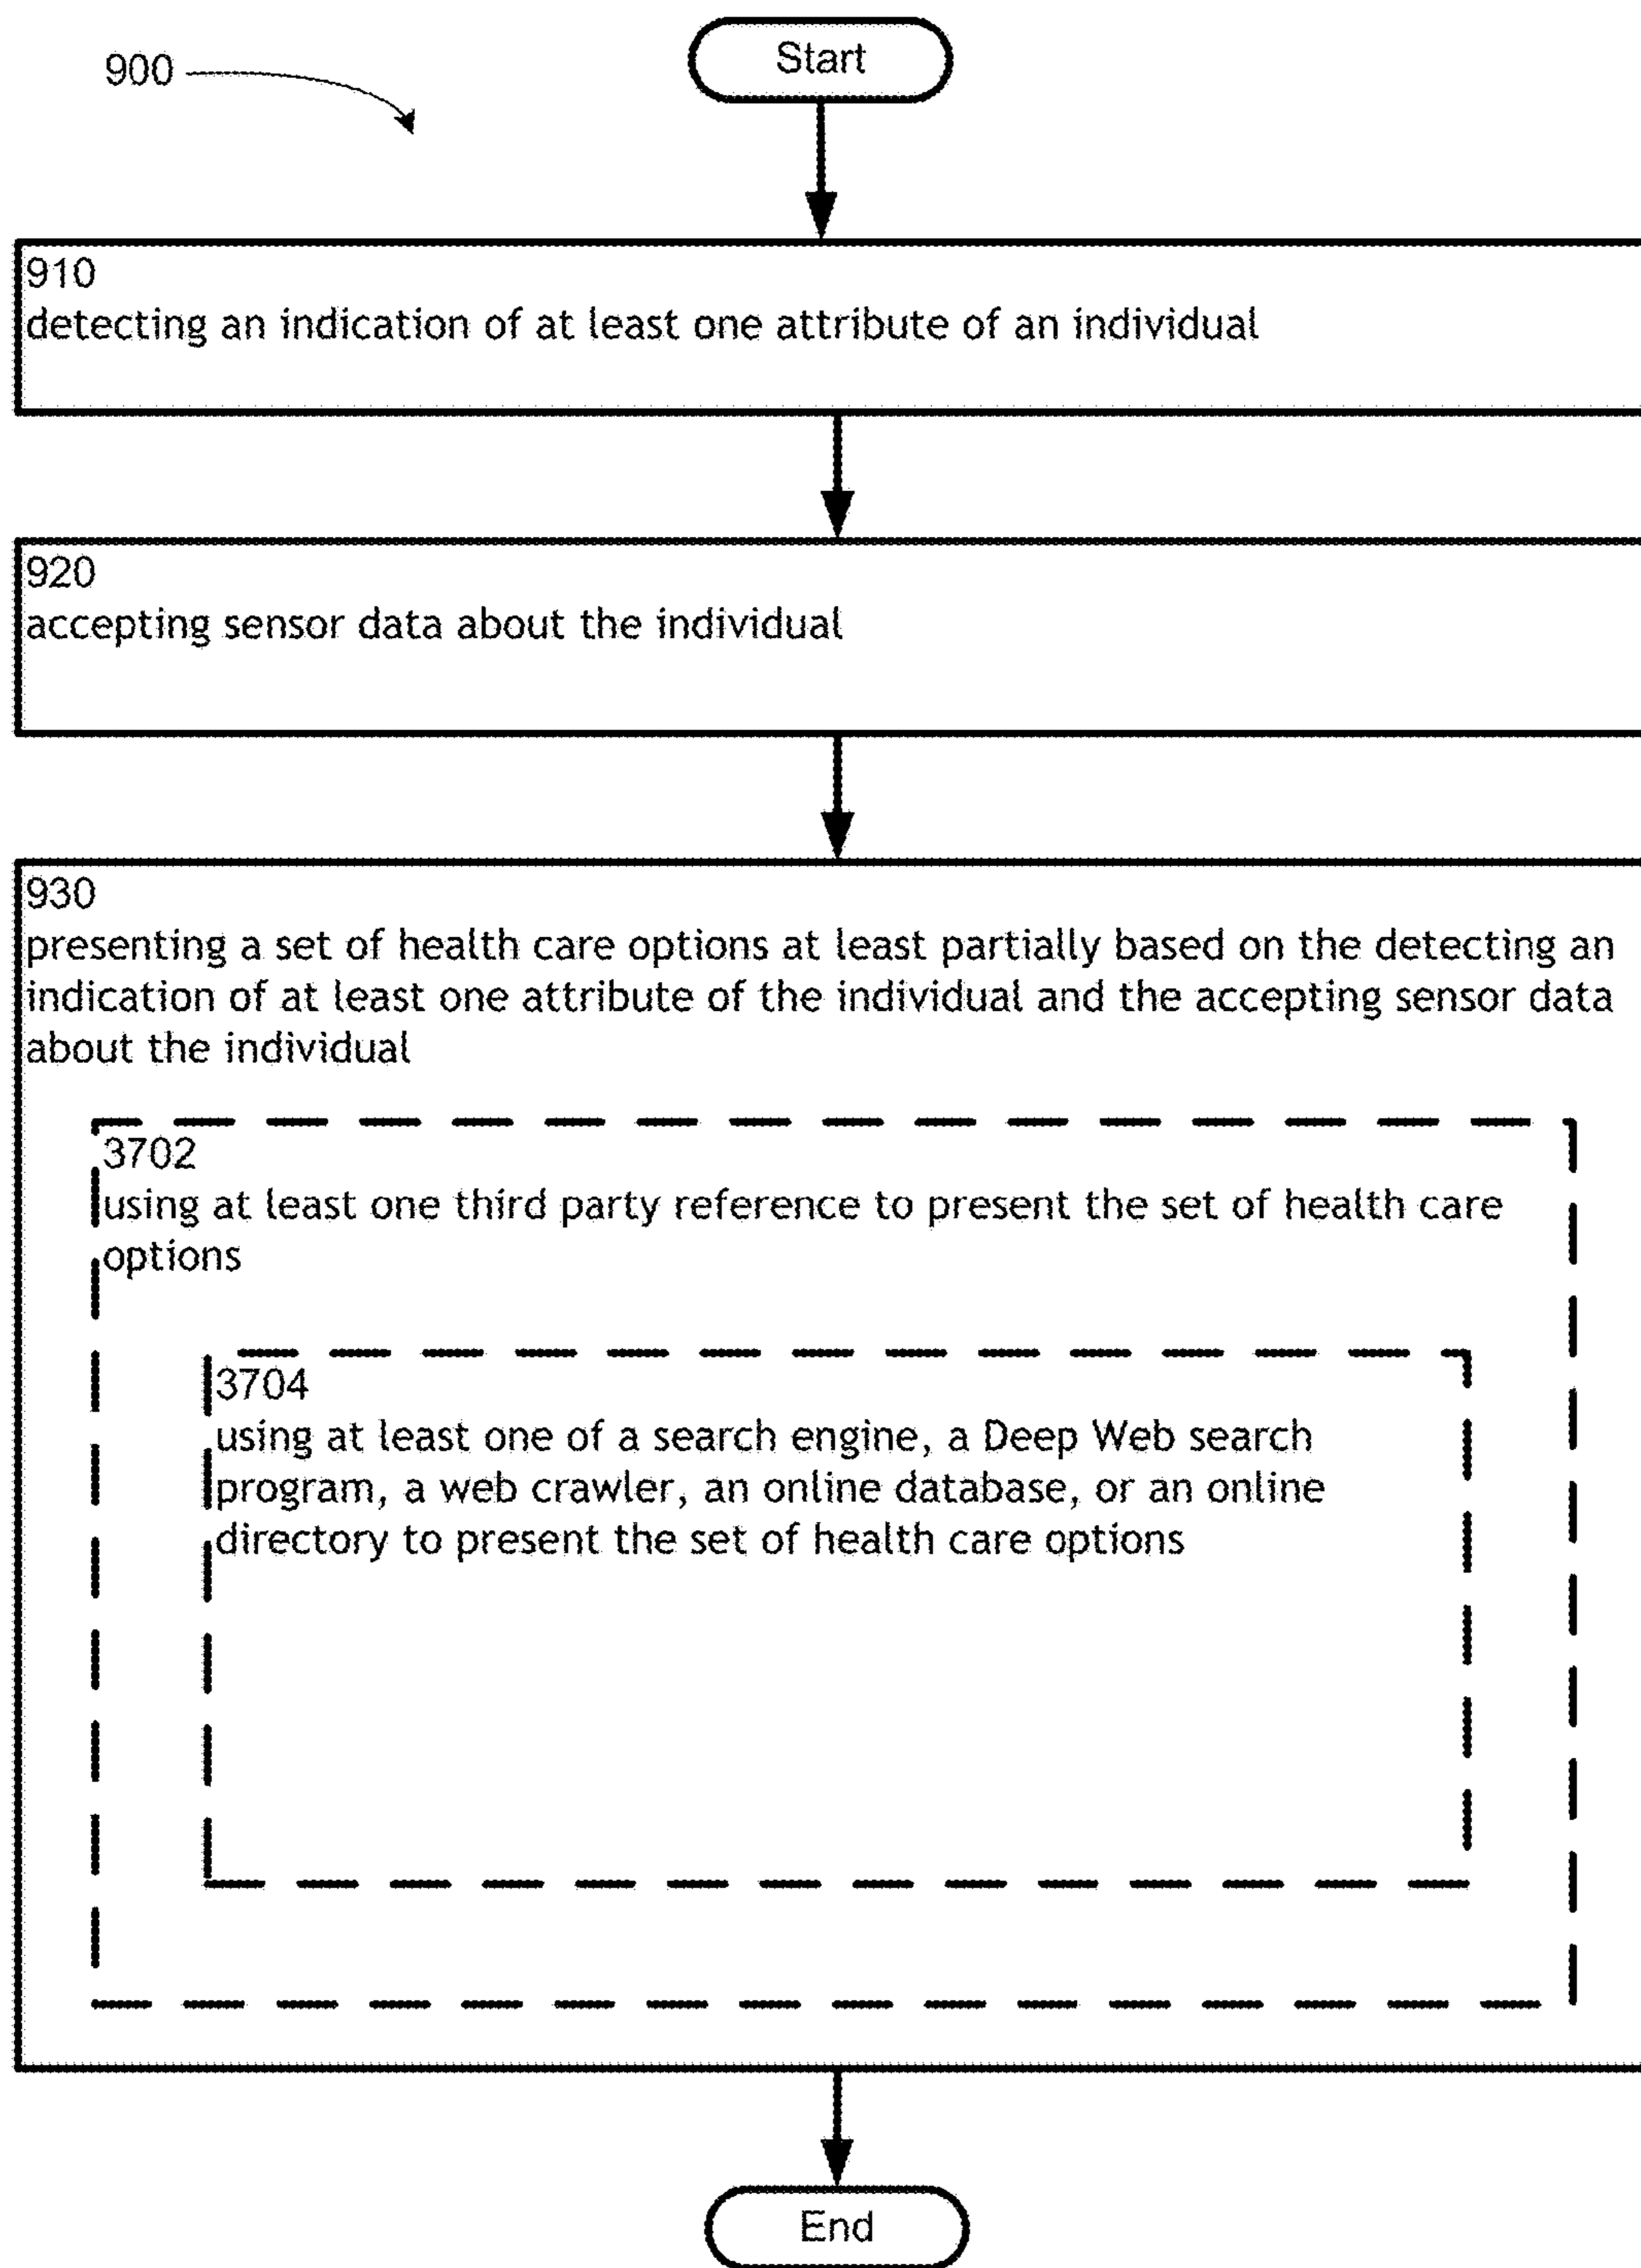 900
Start
910
detecting an indication of at least one attribute of an individual
920
accepting sensor data about the individual
930
presenting a set of health care options at least partially based on the detecting an
indication of at least one attribute of the individual and the accepting sensor data
about the individual
3702
using at least one third party reference to present the set of health care
options
3704
using at least one of a search engine, a Deep Web search
program, a web crawler, an online database, or an online
directory to present the set of health care options
End